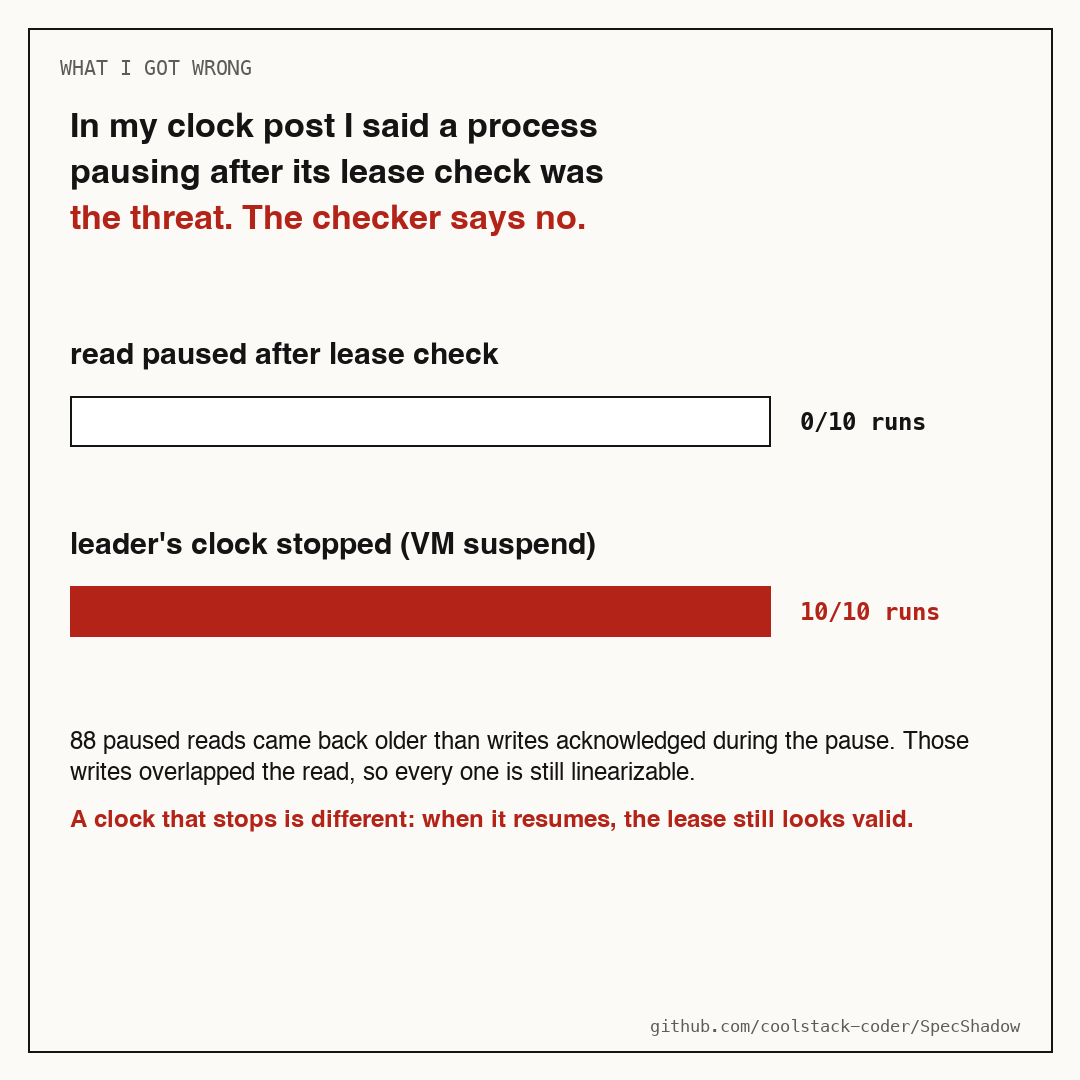 WHAT I GOT WRONG
In my clock post I said a process
pausing after its lease check was
the threat. The checker says no.
read paused after lease check
0/10 runs
leader's clock stopped (VM suspend)
10/10 runs
88 paused reads came back older than writes acknowledged during the pause. Those
writes overlapped the read, so every one is still linearizable.
A clock that stops is different: when it resumes, the lease still looks valid.
github.com/coolstack-coder/SpecShadow